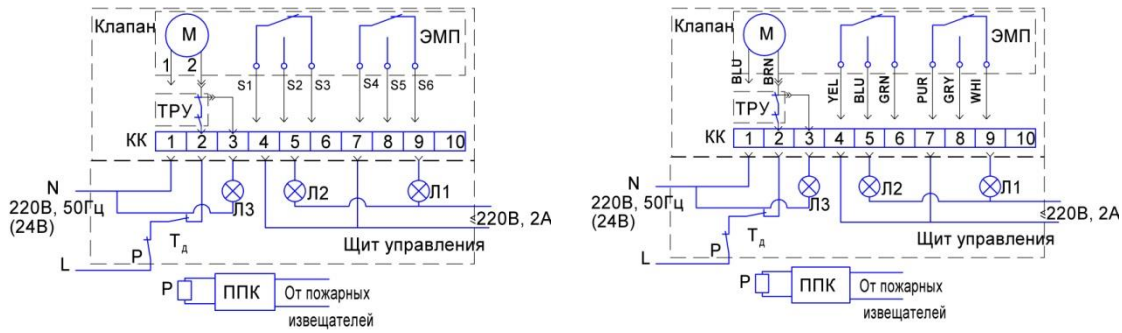 Клапан
М
ЭМП
1 2
S1 S2 S3 S4 S5 S6
ТРУ
КК 1 2 3 4 5 6 7 8 9 10
N
220В, 50Гц
(24В)
Л3
Л2
Л1
≤220В, 2А
Тд
Щит управления
L
Р
Р
ППК
От пожарных
извещателей
Клапан
М
ЭМП
BLU BRN YEL BLU GRN PUR GRY WHI
ТРУ
КК 1 2 3 4 5 6 7 8 9 10
N
220В, 50Гц
(24В)
Л3
Л2
Л1
≤220В, 2А
Тд
Щит управления
L
Р
Р
ППК
От пожарных
извещателей